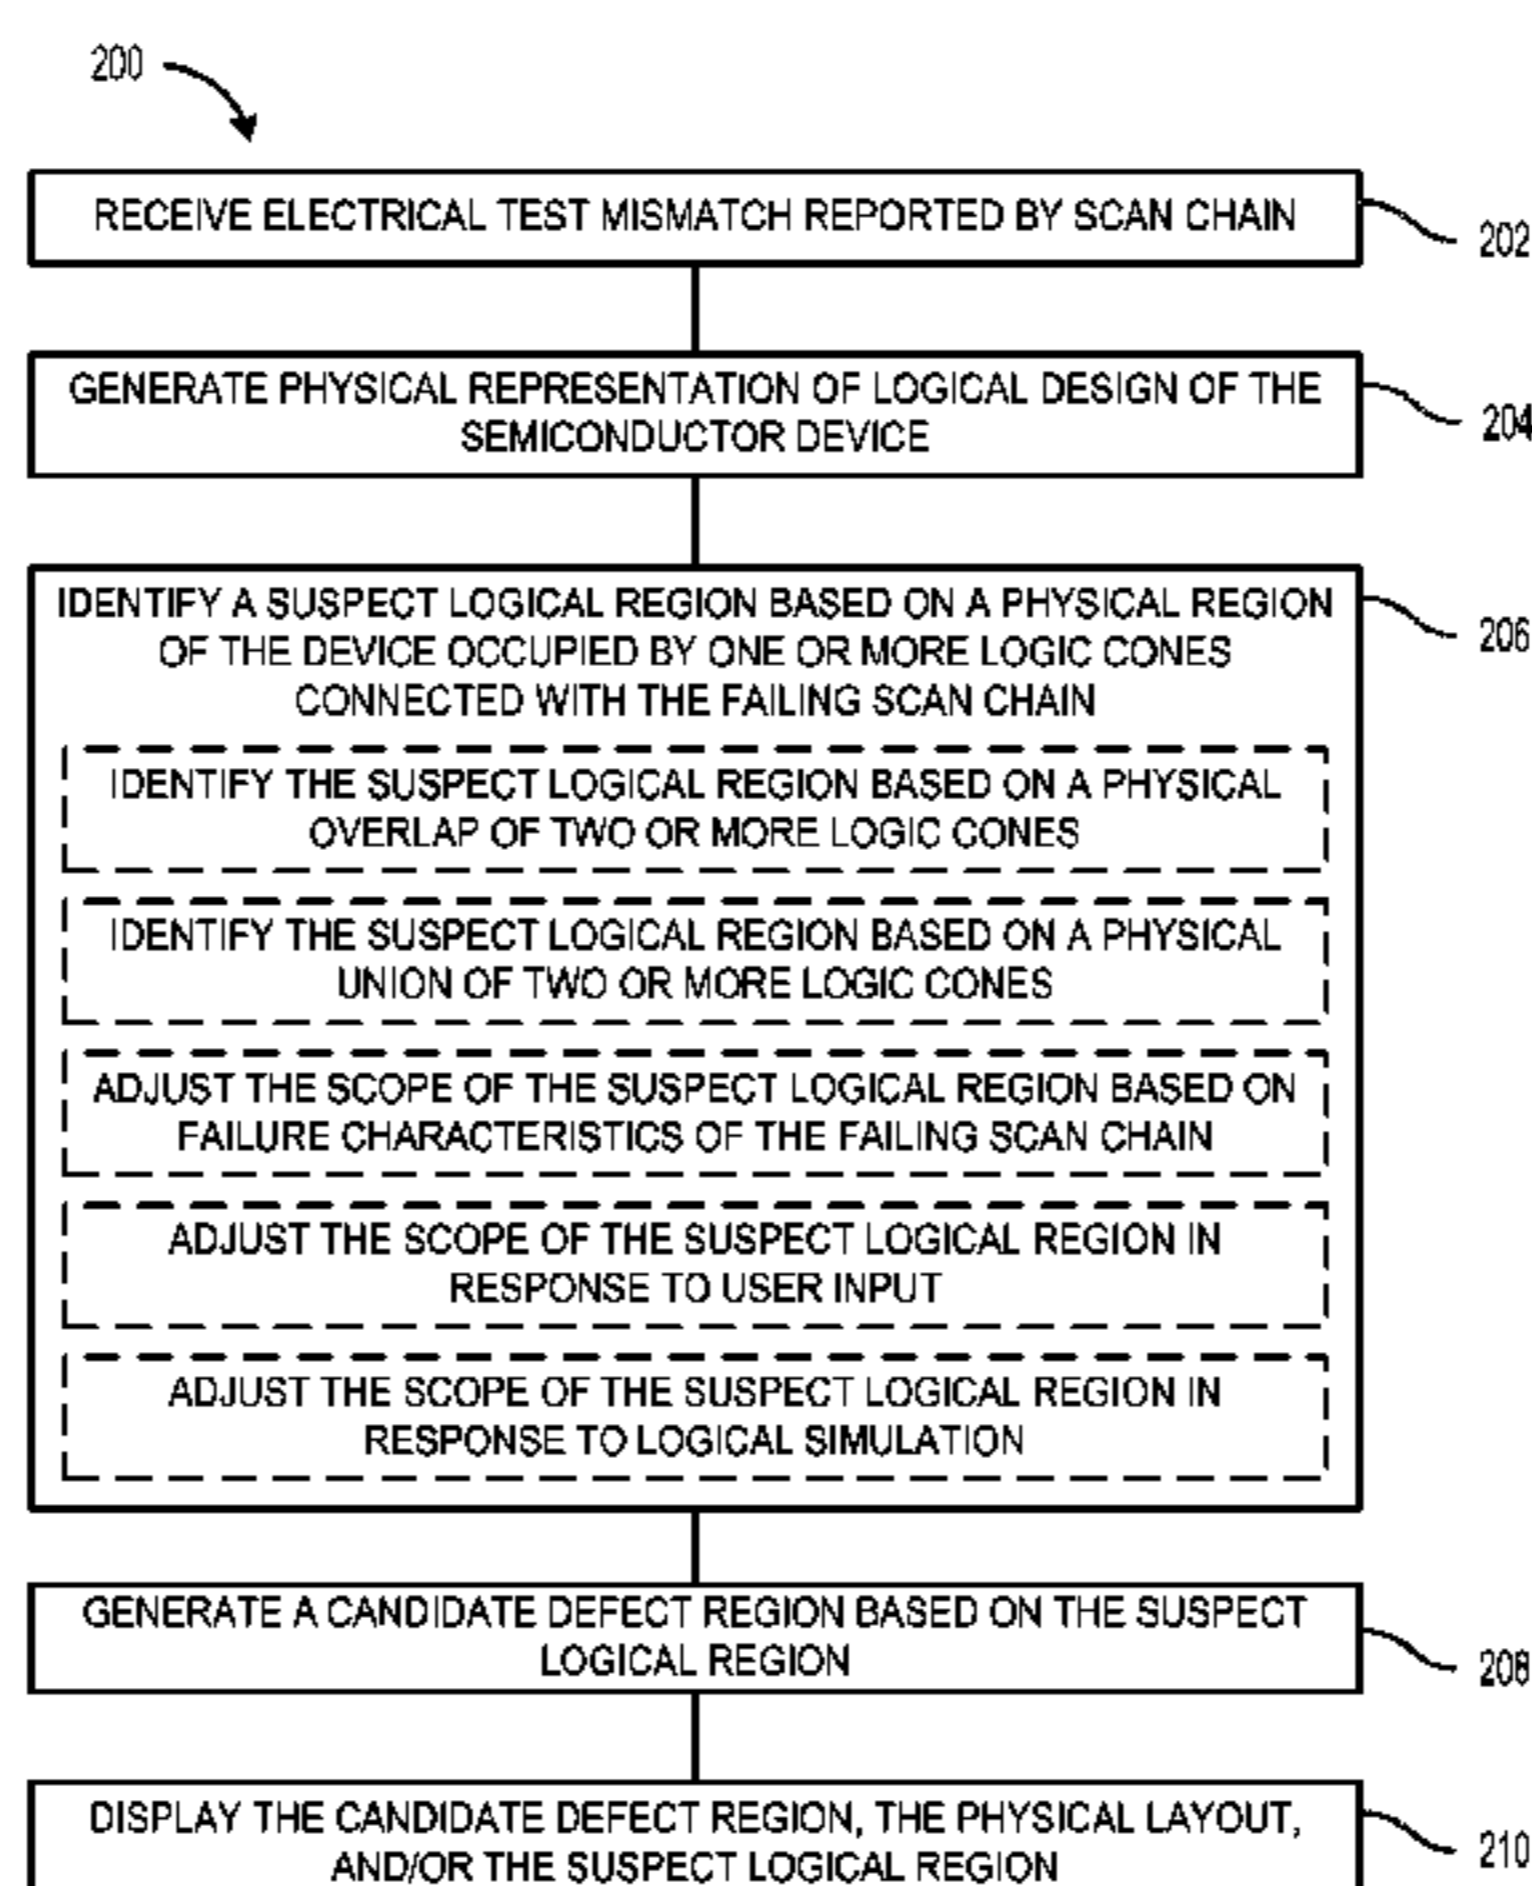 200
RECEIVE ELECTRICAL TEST MISMATCH REPORTED BY SCAN CHAIN
202
GENERATE PHYSICAL REPRESENTATION OF LOGICAL DESIGN OF THE
SEMICONDUCTOR DEVICE
204
IDENTIFY A SUSPECT LOGICAL REGION BASED ON A PHYSICAL REGION
OF THE DEVICE OCCUPIED BY ONE OR MORE LOGIC CONES
CONNECTED WITH THE FAILING SCAN CHAIN
206
IDENTIFY THE SUSPECT LOGICAL REGION BASED ON A PHYSICAL
OVERLAP OF TWO OR MORE LOGIC CONES
IDENTIFY THE SUSPECT LOGICAL REGION BASED ON A PHYSICAL
UNION OF TWO OR MORE LOGIC CONES
ADJUST THE SCOPE OF THE SUSPECT LOGICAL REGION BASED ON
FAILURE CHARACTERISTICS OF THE FAILING SCAN CHAIN
ADJUST THE SCOPE OF THE SUSPECT LOGICAL REGION IN
RESPONSE TO USER INPUT
ADJUST THE SCOPE OF THE SUSPECT LOGICAL REGION IN
RESPONSE TO LOGICAL SIMULATION
GENERATE A CANDIDATE DEFECT REGION BASED ON THE SUSPECT
LOGICAL REGION
208
DISPLAY THE CANDIDATE DEFECT REGION, THE PHYSICAL LAYOUT,
AND/OR THE SUSPECT LOGICAL REGION
210